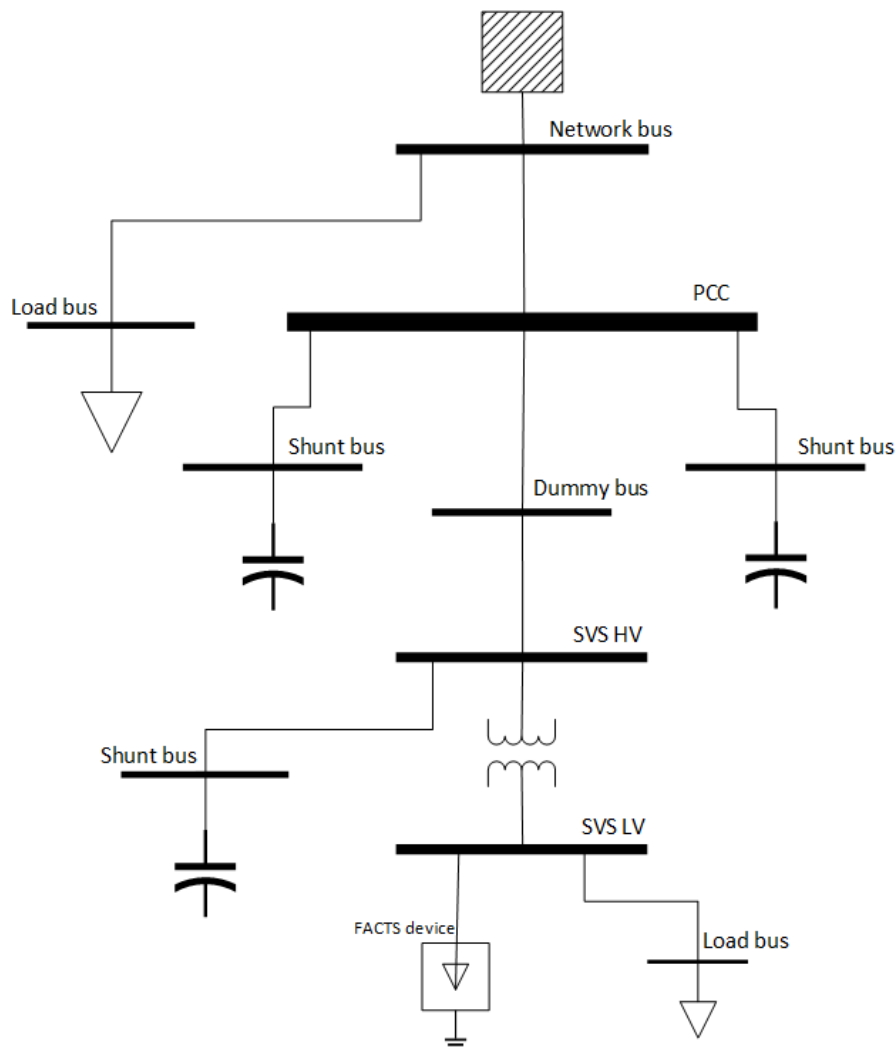 Network bus
Load bus
PCC
Shunt bus
Shunt bus
Dummy bus
SVS HV
Shunt bus
SVS LV
FACTS device
Load bus